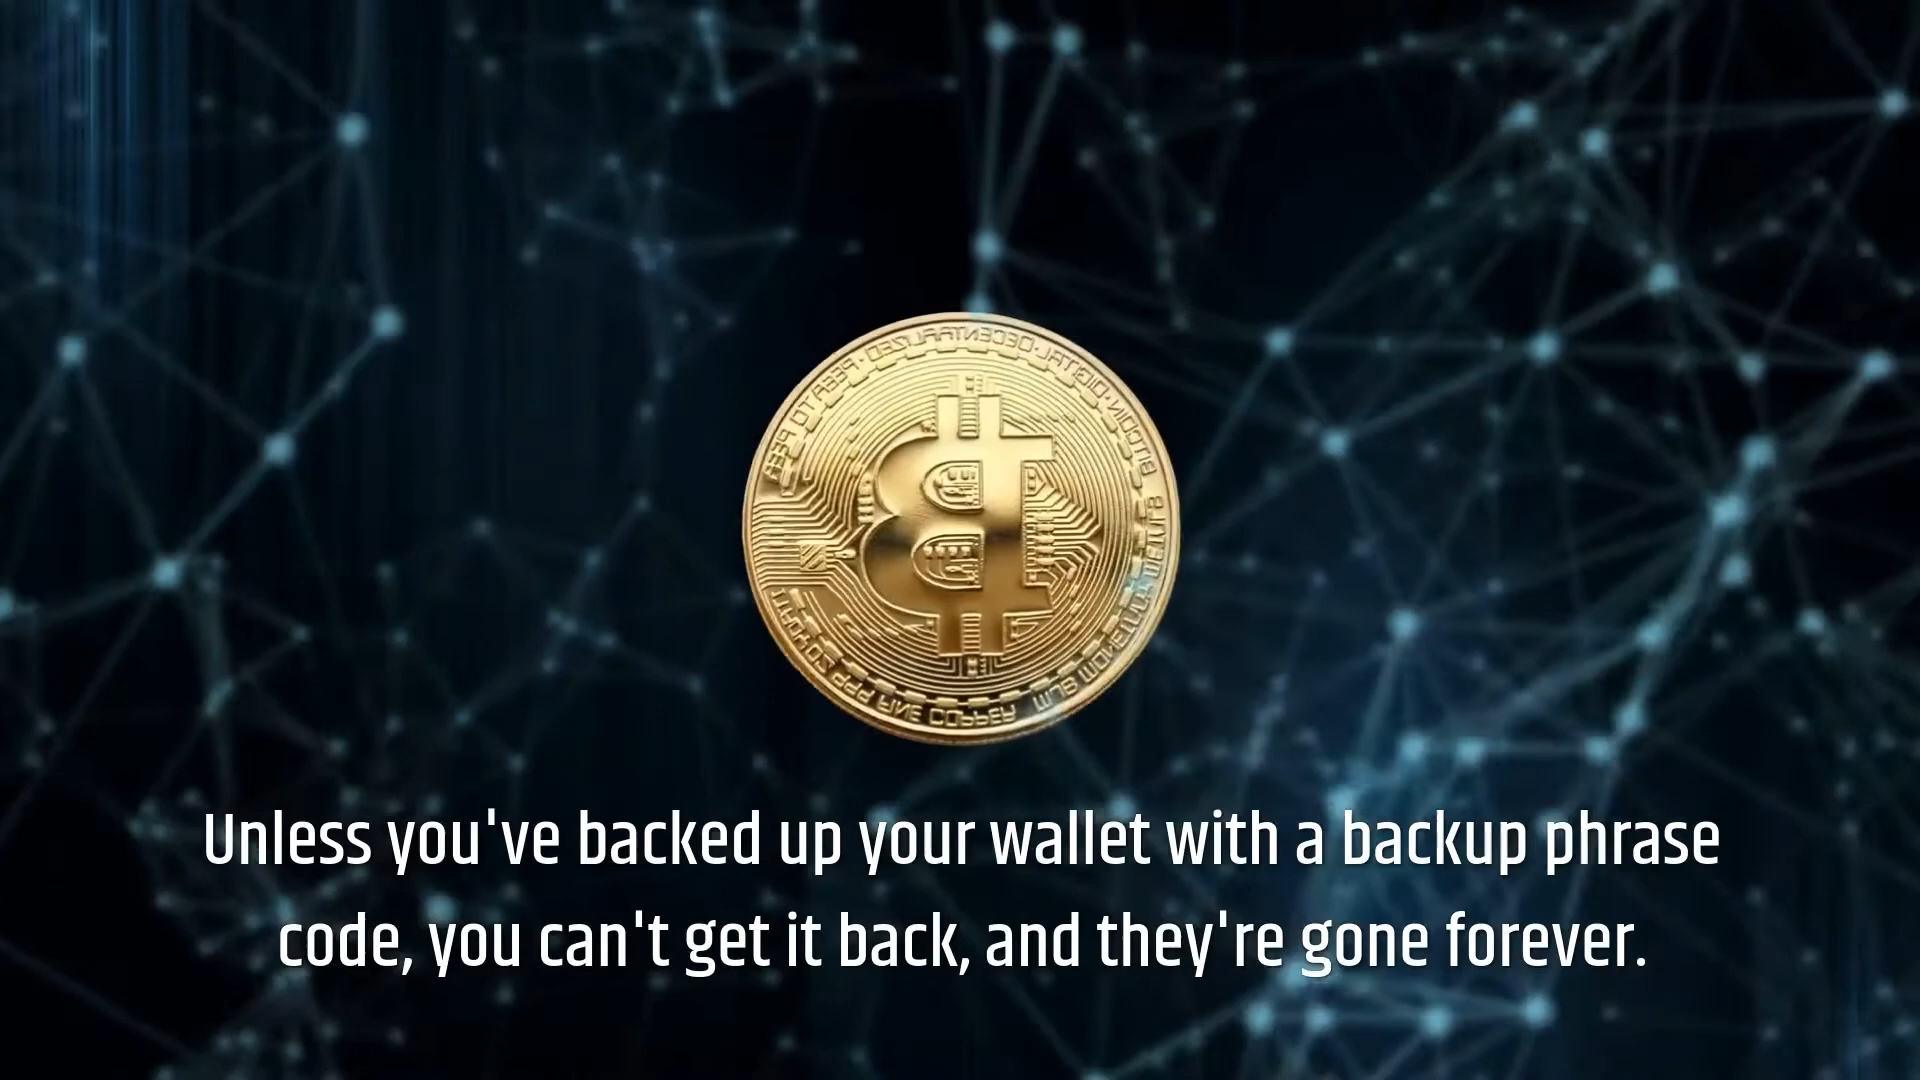 Unless you've backed up your wallet with a backup phrase
code, you can't get it back, and they're gone forever.